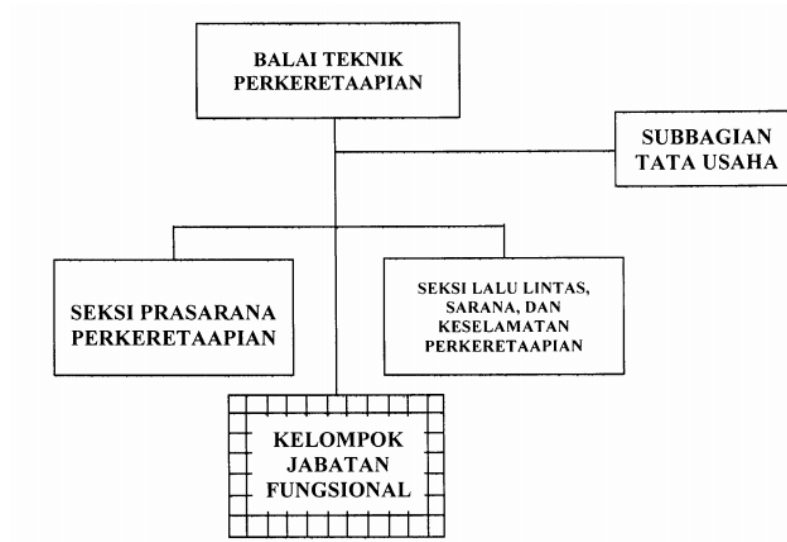 BALAI TEKNIK
PERKERETAAPIAN
SUBBAGIAN
TATA USAHA
SEKSI PRASARANA
PERKERETAAPIAN
SEKSI LALU LINTAS,
SARANA, DAN
KESELAMATAN
PERKERETAAPIAN
KELOMPOK
JABATAN
FUNGSIONAL